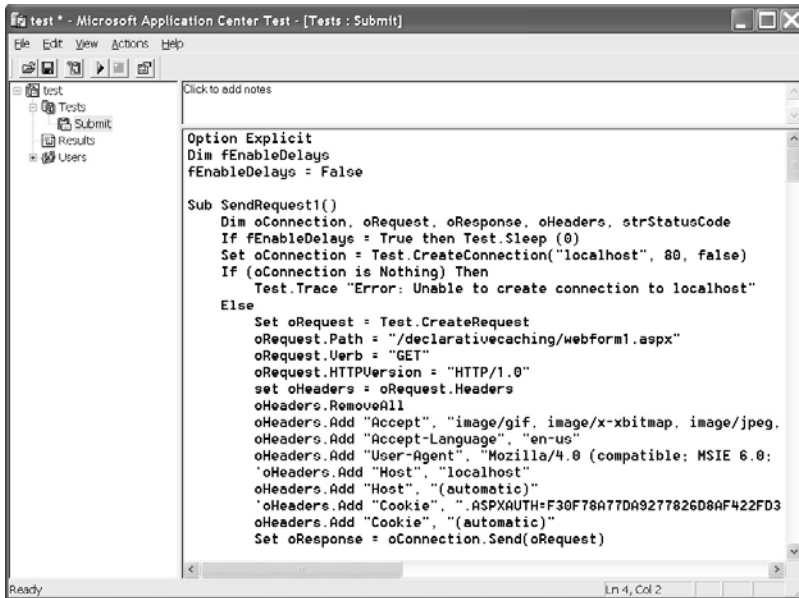 test * - Microsoft Application Center Test - [Tests : Submit]
File Edit View Actions Help
test
Tests
Submit
Results
Users
Click to add notes
Option Explicit
Dim fEnableDelays
fEnableDelays = False
Sub SendRequest1()
Dim oConnection, oRequest, oResponse, oHeaders, strStatusCode
If fEnableDelays = True then Test.Sleep (0)
Set oConnection = Test.CreateConnection("localhost", 80, false)
If (oConnection is Nothing) Then
Test.Trace "Error: Unable to create connection to localhost"
Else
Set oRequest = Test.CreateRequest
oRequest.Path = "/declarativecaching/webform1.aspx"
oRequest.Verb = "GET"
oRequest.HTTPVersion = "HTTP/1.0"
set oHeaders = oRequest.Headers
oHeaders.RemoveAll
oHeaders.Add "Accept", "image/gif, image/x-xbitmap, image/jpeg,
oHeaders.Add "Accept-Language", "en-us"
oHeaders.Add "User-Agent", "Mozilla/4.0 (compatible; MSIE 6.0;
'oHeaders.Add "Host", "localhost"
oHeaders.Add "Host", "(automatic)"
'oHeaders.Add "Cookie", ".ASPXAUTH=F30F78A77DA9277826D8AF422FD3
oHeaders.Add "Cookie", "(automatic)"
Set oResponse = oConnection.Send(oRequest)
Ready
Ln 4, Col 2